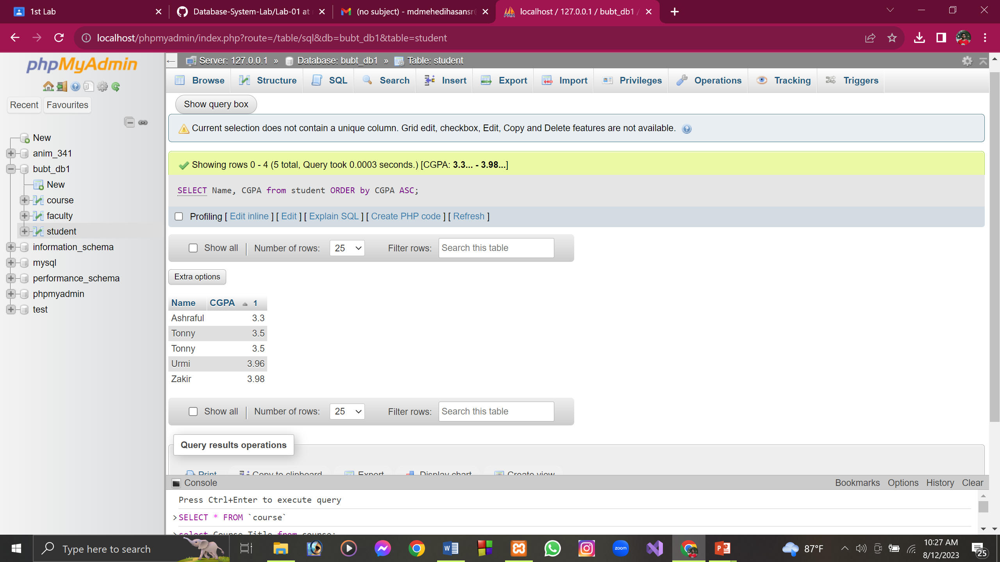 1st Lab
Database-System-Lab/Lab-01 at
(no subject) - mdmehedihasansr
localhost / 127.0.0.1 / bubt_db1 /
localhost/phpmyadmin/index.php?route=/table/sql&db=bubt_db1&table=student
phpMyAdmin
Recent
Favourites
New
anim_341
bubt_db1
New
course
faculty
student
information_schema
mysql
performance_schema
phpmyadmin
test
Server: 127.0.0.1 » Database: bubt_db1 » Table: student
Browse Structure SQL Search Insert Export Import Privileges Operations Tracking Triggers
Show query box
Current selection does not contain a unique column. Grid edit, checkbox, Edit, Copy and Delete features are not available.
Showing rows 0 - 4 (5 total, Query took 0.0003 seconds.) [CGPA: 3.3... - 3.98...]
SELECT Name, CGPA from student ORDER by CGPA ASC;
Profiling [ Edit inline ] [ Edit ] [ Explain SQL ] [ Create PHP code ] [ Refresh ]
Show all Number of rows: 25 Filter rows: Search this table
Extra options
Name CGPA 1
Ashraful 3.3
Tonny 3.5
Tonny 3.5
Urmi 3.96
Zakir 3.98
Show all Number of rows: 25 Filter rows: Search this table
Query results operations
Print Copy to clipboard Export Display chart Create view
Console Bookmarks Options History Clear
Press Ctrl+Enter to execute query
>SELECT * FROM `course`
>select Course_Title from course;
Type here to search
zoom
87°F
10:27 AM
8/12/2023
25